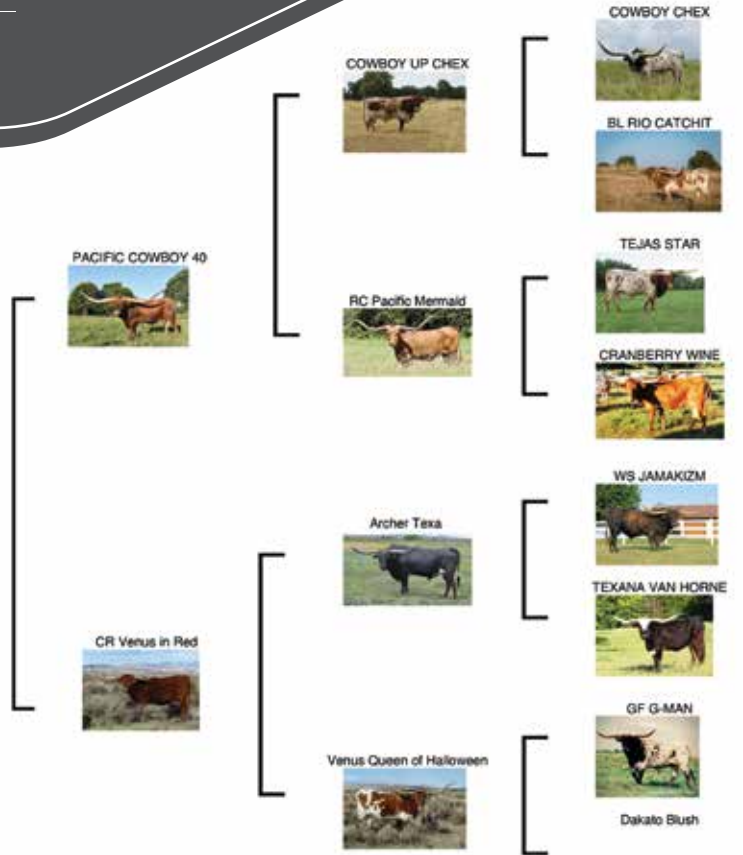 COWBOY CHEX
COWBOY UP CHEX
BL RIO CATCHIT
PACIFIC COWBOY 40
TEJAS STAR
RC Pacific Mermaid
CRANBERRY WINE
WS JAMAKIZM
Archer Texa
TEXANA VAN HORNE
CR Venus in Red
GF G-MAN
Venus Queen of Halloween
Dakato Blush